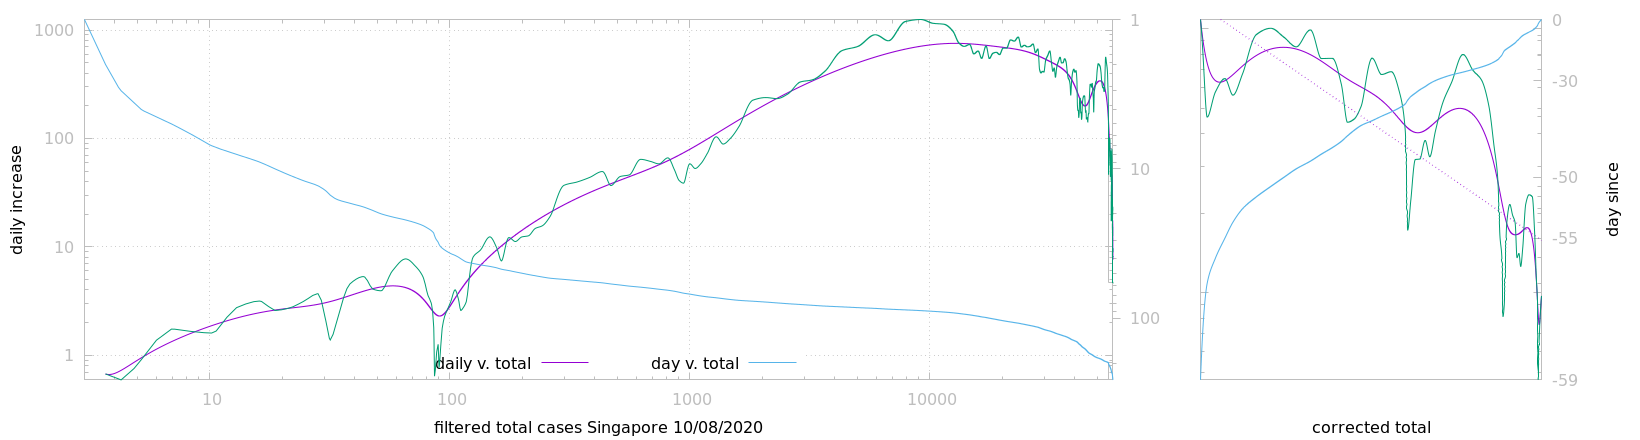 1000
100
10
1
daily increase
10
100
1000
10000
1
10
100
daily v. total
day v. total
filtered total cases Singapore 10/08/2020
0
-30
-50
-55
-59
day since
corrected total